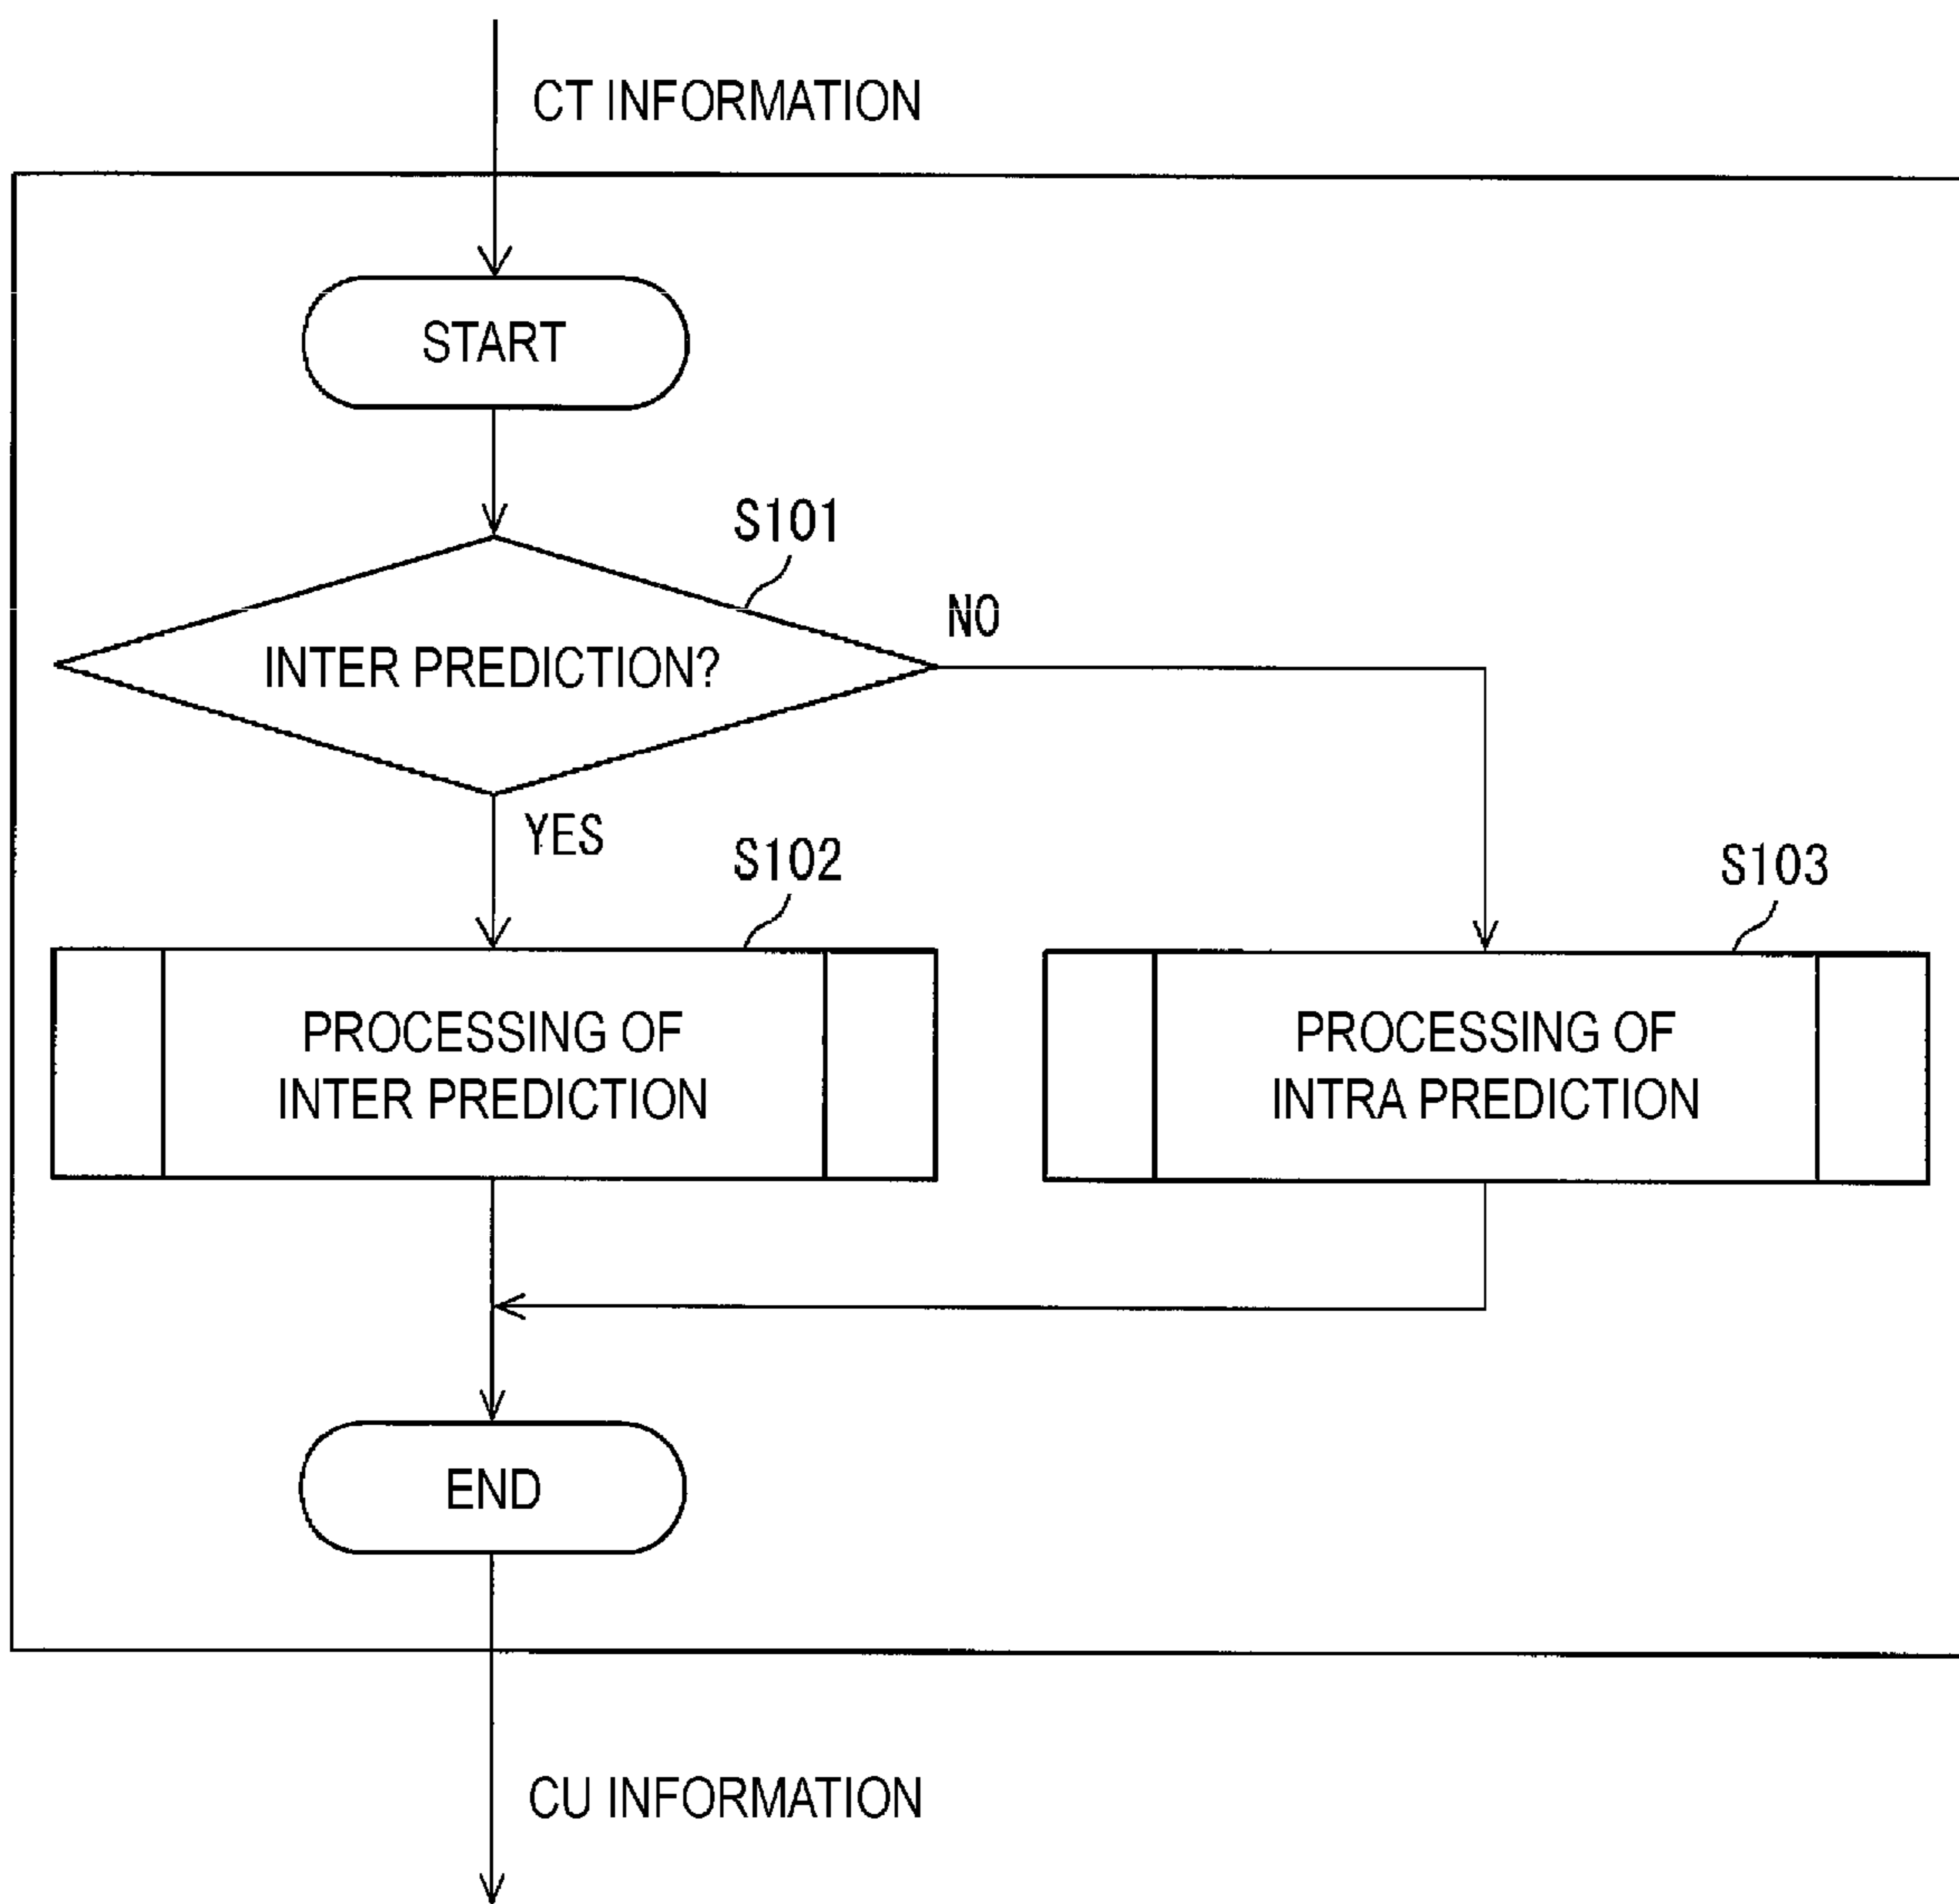 CT INFORMATION
START
S101
NO
INTER PREDICTION?
YES
S102
S103
PROCESSING OF
INTER PREDICTION
PROCESSING OF
INTRA PREDICTION
END
CU INFORMATION